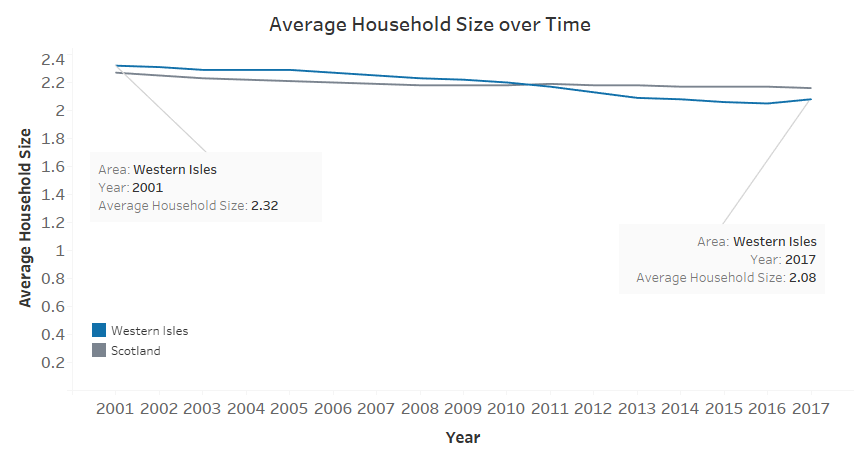 Average Household Size over Time
Average Household Size
2.4
2.2
2
1.8
1.6
1.4
1.2
1
0.8
0.6
0.4
0.2
Area: Western Isles
Year: 2001
Average Household Size: 2.32
Area: Western Isles
Year: 2017
Average Household Size: 2.08
Western Isles
Scotland
2001 2002 2003 2004 2005 2006 2007 2008 2009 2010 2011 2012 2013 2014 2015 2016 2017
Year